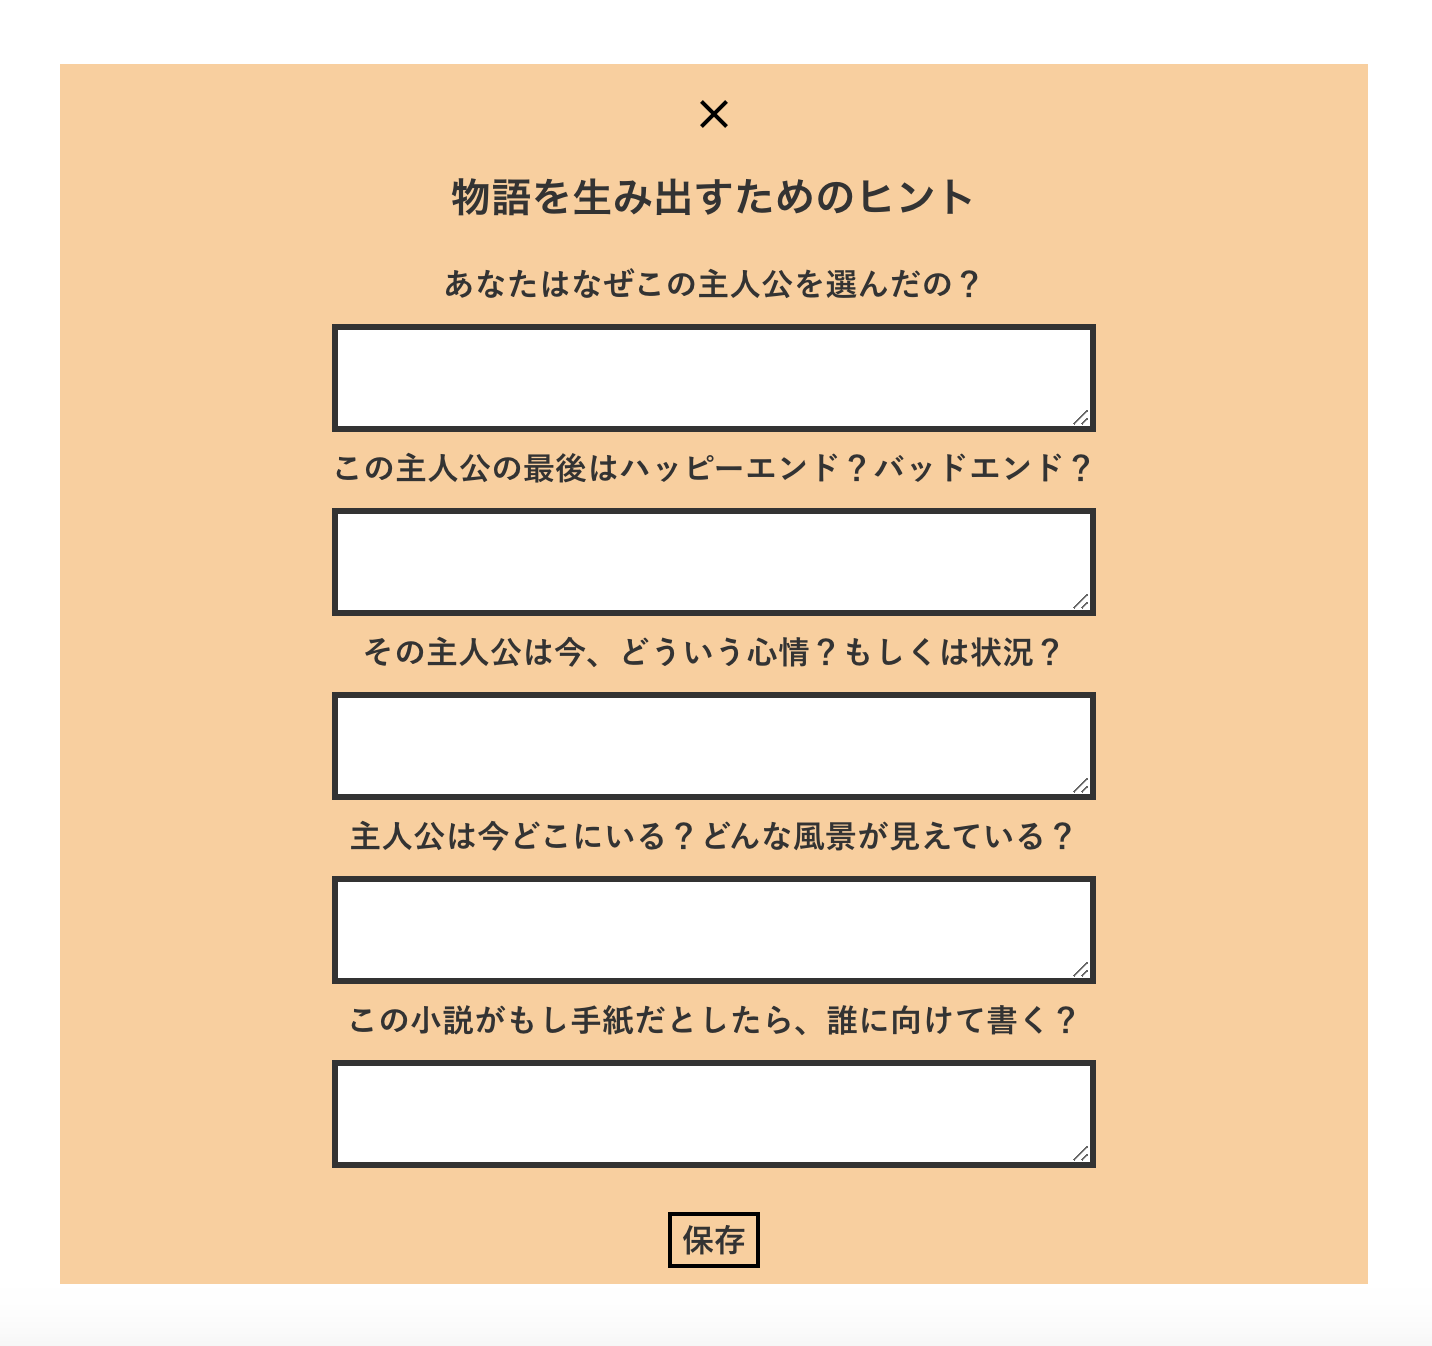 物語を生み出すためのヒント
あなたはなぜこの主人公を選んだの？
この主人公の最後はハッピーエンド？バッドエンド？
その主人公は今、どういう心情？もしくは状況？
主人公は今どこにいる？どんな風景が見えている？
この小説がもし手紙だとしたら、誰に向けて書く？
保存